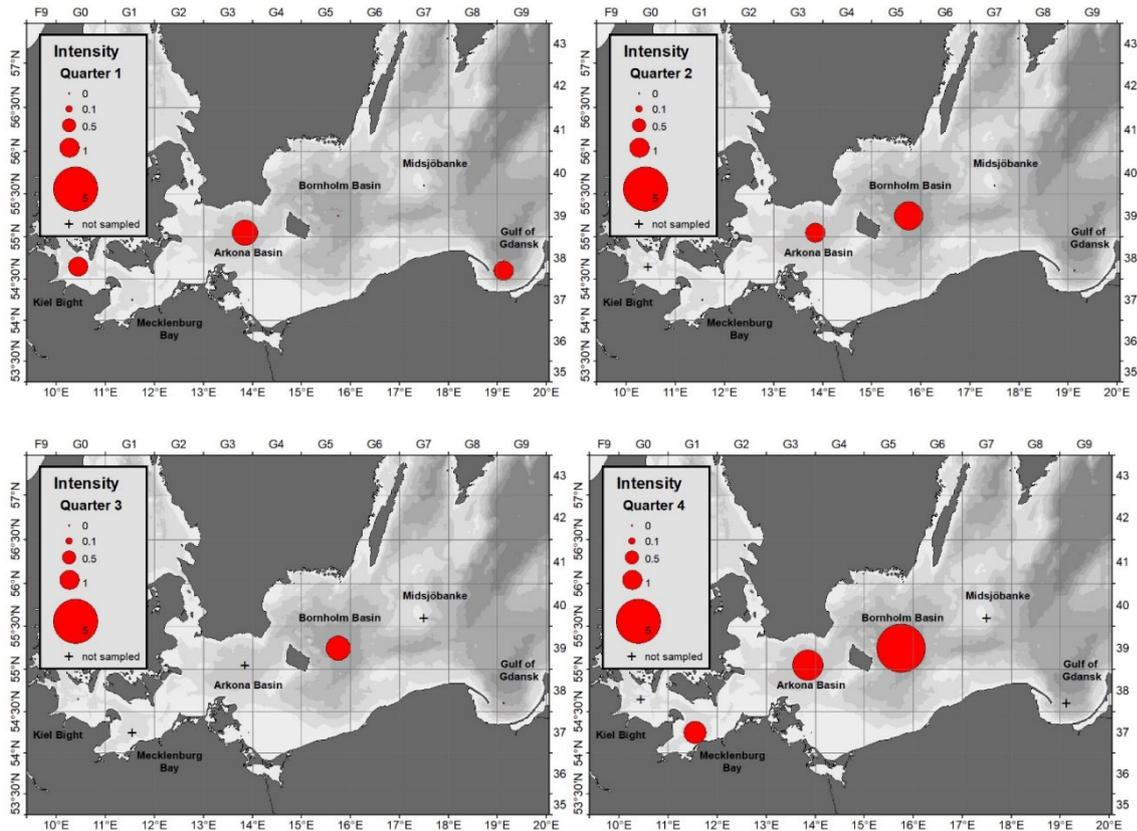 F9 G0 G1 G2 G3 G4 G5 G6 G7 G8 G9
Intensity
Quarter 1
0
0.1
0.5
1
5
+ not sampled
57°N
56°30'N
56°N
55°30'N
55°N
54°30'N
54°N
53°30'N
43
42
41
40
39
38
37
36
35
Midsjöbanke
Bornholm Basin
Gulf of
Gdansk
Arkona Basin
Kiel Bight
Mecklenburg
Bay
10°E 11°E 12°E 13°E 14°E 15°E 16°E 17°E 18°E 19°E 20°E
F9 G0 G1 G2 G3 G4 G5 G6 G7 G8 G9
Intensity
Quarter 2
0
0.1
0.5
1
5
+ not sampled
57°N
56°30'N
56°N
55°30'N
55°N
54°30'N
54°N
53°30'N
43
42
41
40
39
38
37
36
35
Midsjöbanke
Bornholm Basin
Gulf of
Gdansk
Arkona Basin
Kiel Bight
Mecklenburg
Bay
10°E 11°E 12°E 13°E 14°E 15°E 16°E 17°E 18°E 19°E 20°E
F9 G0 G1 G2 G3 G4 G5 G6 G7 G8 G9
Intensity
Quarter 3
0
0.1
0.5
1
5
+ not sampled
57°N
56°30'N
56°N
55°30'N
55°N
54°30'N
54°N
53°30'N
43
42
41
40
39
38
37
36
35
Midsjöbanke
Bornholm Basin
Gulf of
Gdansk
Arkona Basin
Kiel Bight
Mecklenburg
Bay
10°E 11°E 12°E 13°E 14°E 15°E 16°E 17°E 18°E 19°E 20°E
F9 G0 G1 G2 G3 G4 G5 G6 G7 G8 G9
Intensity
Quarter 4
0
0.1
0.5
1
5
+ not sampled
57°N
56°30'N
56°N
55°30'N
55°N
54°30'N
54°N
53°30'N
43
42
41
40
39
38
37
36
35
Midsjöbanke
Bornholm Basin
Gulf of
Gdansk
Arkona Basin
Kiel Bight
Mecklenburg
Bay
10°E 11°E 12°E 13°E 14°E 15°E 16°E 17°E 18°E 19°E 20°E